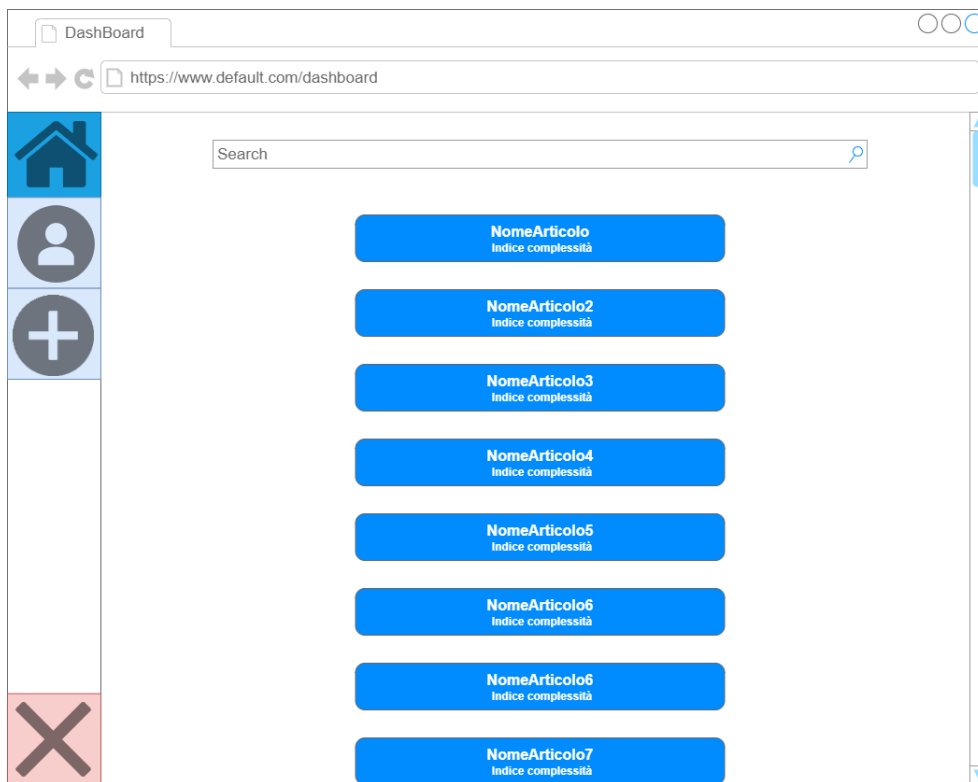 DashBoard
https://www.default.com/dashboard
Search
NomeArticolo
Indice complessità
NomeArticolo2
Indice complessità
NomeArticolo3
Indice complessità
NomeArticolo4
Indice complessità
NomeArticolo5
Indice complessità
NomeArticolo6
Indice complessità
NomeArticolo6
Indice complessità
NomeArticolo7
Indice complessità